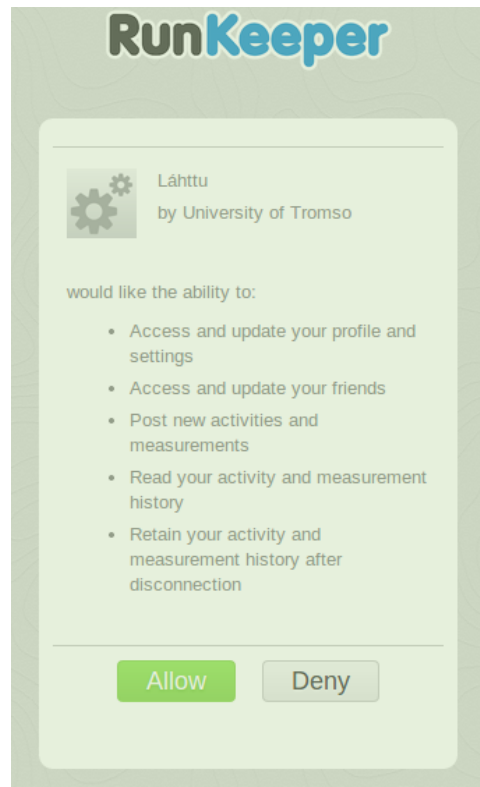 RunKeeper
Láhttu
by University of Tromso
would like the ability to:
• Access and update your profile and
settings
• Access and update your friends
• Post new activities and
measurements
• Read your activity and measurement
history
• Retain your activity and
measurement history after
disconnection
Allow Deny